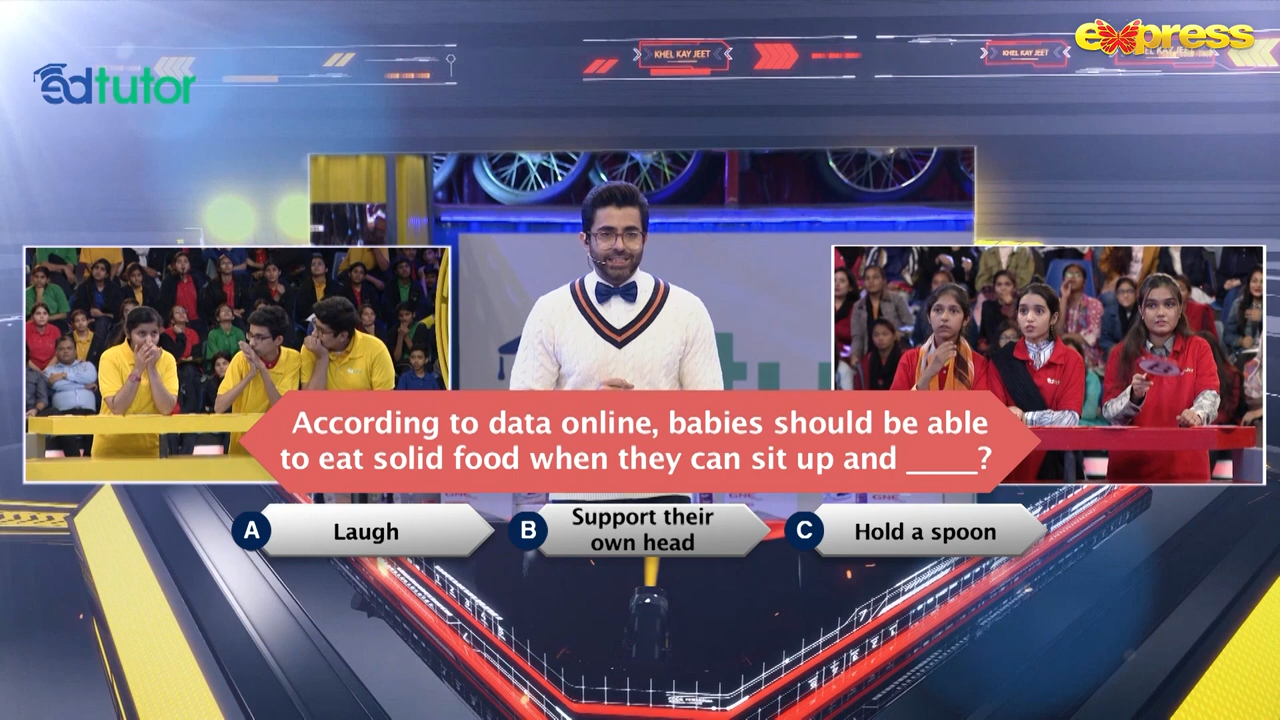 express
KHEL KAY JEET
KHEL KAY JEET
edtutor
According to data online, babies should be able
to eat solid food when they can sit up and _____?
A Laugh
B Support their
own head
C Hold a spoon